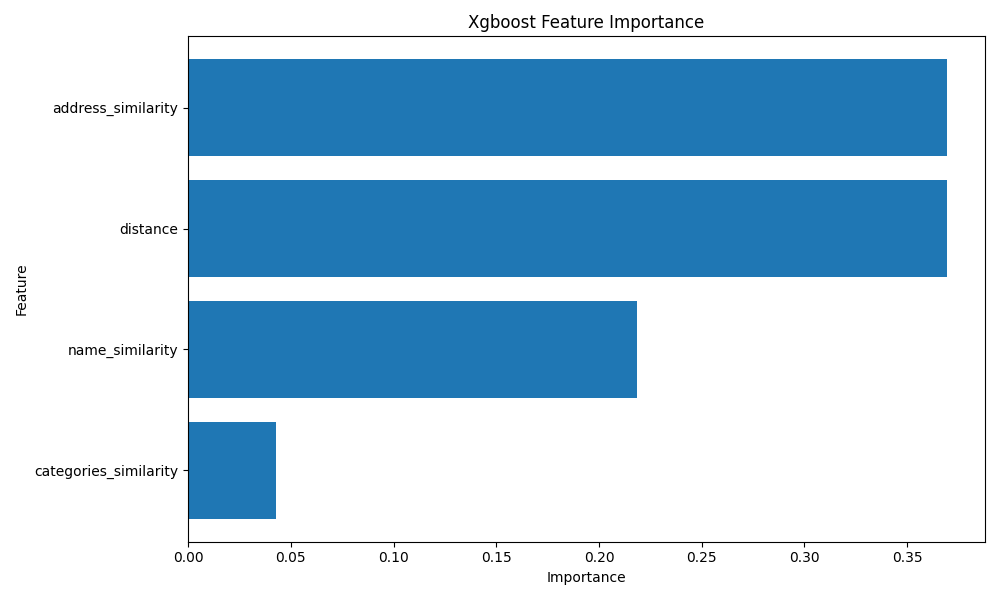 Xgboost Feature Importance
address_similarity
distance
name_similarity
categories_similarity
Feature
0.00 0.05 0.10 0.15 0.20 0.25 0.30 0.35
Importance